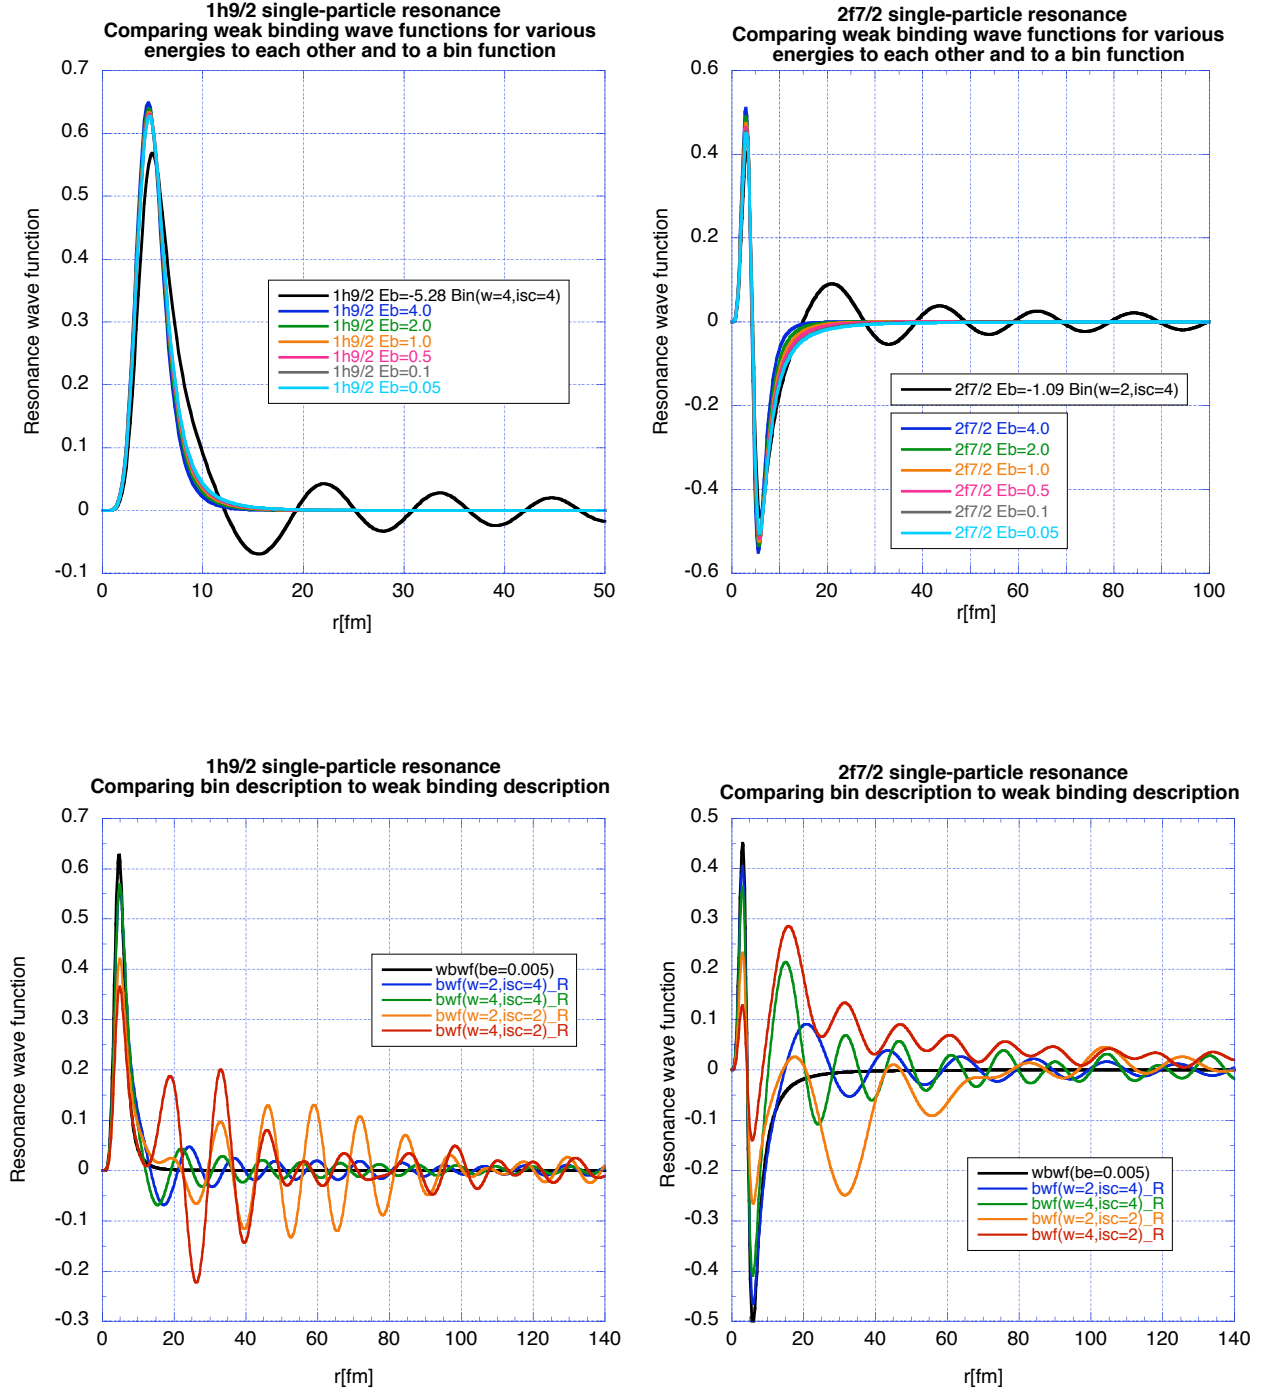 1h9/2 single-particle resonance
Comparing weak binding wave functions for various
energies to each other and to a bin function
0.7
0.6
0.5
0.4
0.3
0.2
0.1
0
-0.1
Resonance wave function
1h9/2 Eb=-5.28 Bin(w=4,isc=4)
1h9/2 Eb=4.0
1h9/2 Eb=2.0
1h9/2 Eb=1.0
1h9/2 Eb=0.5
1h9/2 Eb=0.1
1h9/2 Eb=0.05
0 10 20 30 40 50
r[fm]
2f7/2 single-particle resonance
Comparing weak binding wave functions for various
energies to each other and to a bin function
0.6
0.4
0.2
0
-0.2
-0.4
-0.6
Resonance wave function
2f7/2 Eb=-1.09 Bin(w=2,isc=4)
2f7/2 Eb=4.0
2f7/2 Eb=2.0
2f7/2 Eb=1.0
2f7/2 Eb=0.5
2f7/2 Eb=0.1
2f7/2 Eb=0.05
0 20 40 60 80 100
r[fm]
1h9/2 single-particle resonance
Comparing bin description to weak binding description
0.7
0.6
0.5
0.4
0.3
0.2
0.1
0
-0.1
-0.2
-0.3
Resonance wave function
wbwf(be=0.005)
bwf(w=2,isc=4)_R
bwf(w=4,isc=4)_R
bwf(w=2,isc=2)_R
bwf(w=4,isc=2)_R
0 20 40 60 80 100 120 140
r[fm]
2f7/2 single-particle resonance
Comparing bin description to weak binding description
0.5
0.4
0.3
0.2
0.1
0
-0.1
-0.2
-0.3
-0.4
-0.5
Resonance wave function
wbwf(be=0.005)
bwf(w=2,isc=4)_R
bwf(w=4,isc=4)_R
bwf(w=2,isc=2)_R
bwf(w=4,isc=2)_R
0 20 40 60 80 100 120 140
r[fm]